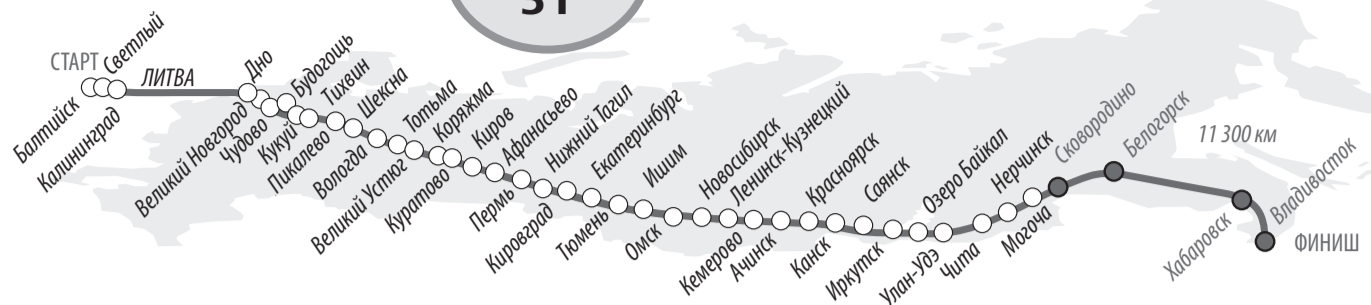 31
СТАРТ
Балтийск
Светлый
Калининград
ЛИТВА
Дно
Великий Новгород
Чудово
Будогощь
Кукуй
Тихвин
Пикалево
Шексна
Вологда
Тотьма
Великий Устюг
Коряжма
Куратово
Киров
Афанасьево
Пермь
Нижний Тагил
Кировград
Екатеринбург
Тюмень
Ишим
Омск
Новосибирск
Ленинск-Кузнецкий
Кемерово
Ачинск
Красноярск
Канск
Саянск
Иркутск
Озеро Байкал
Улан-Удэ
Чита
Нерчинск
Могоча
Сковородино
Белогорск
11 300 км
Хабаровск
Владивосток
ФИНИШ